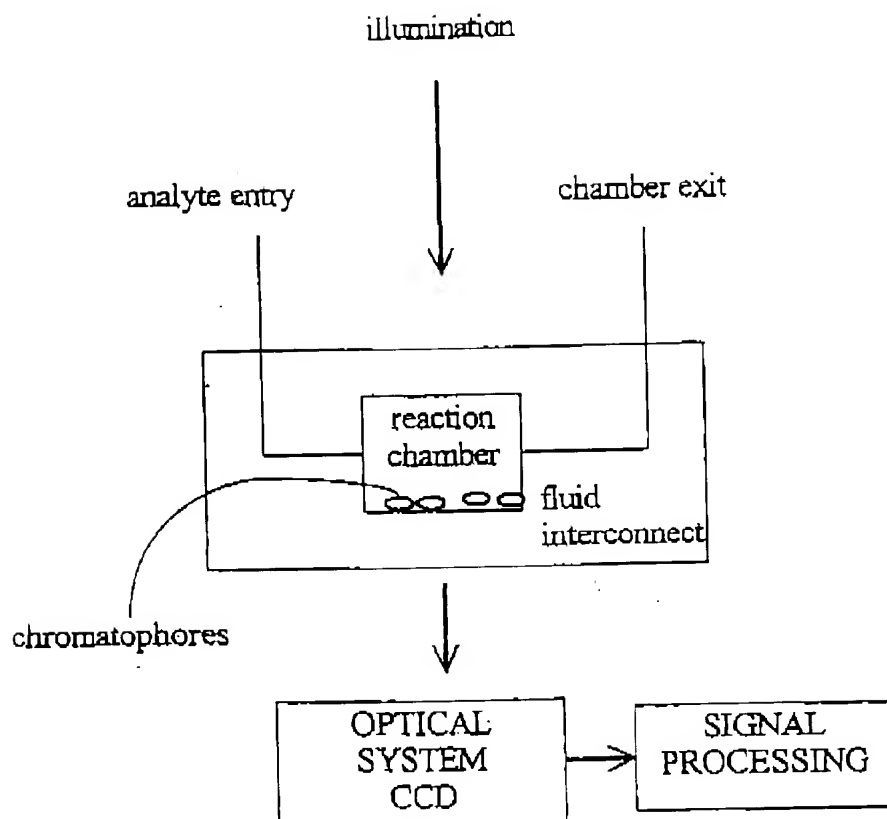 illumination
analyte entry
chamber exit
reaction
chamber
fluid
interconnect
chromatophores
OPTICAL
SYSTEM
CCD
SIGNAL
PROCESSING